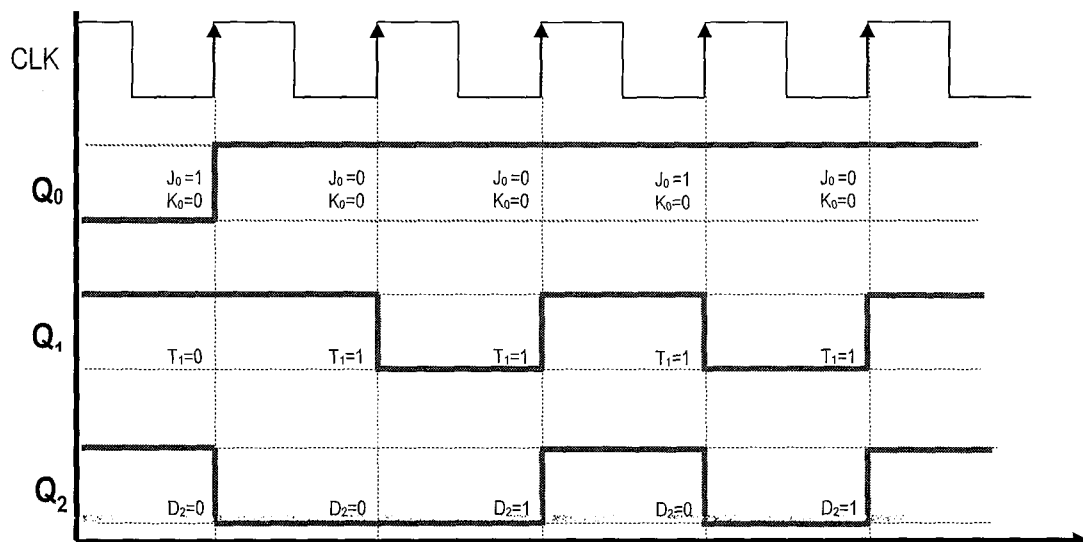 CLK
Q₀
J₀=1
K₀=0
J₀=0
K₀=0
J₀=0
K₀=0
J₀=1
K₀=0
J₀=0
K₀=0
Q₁
T₁=0
T₁=1
T₁=1
T₁=1
T₁=1
Q₂
D₂=0
D₂=0
D₂=1
D₂=0
D₂=1